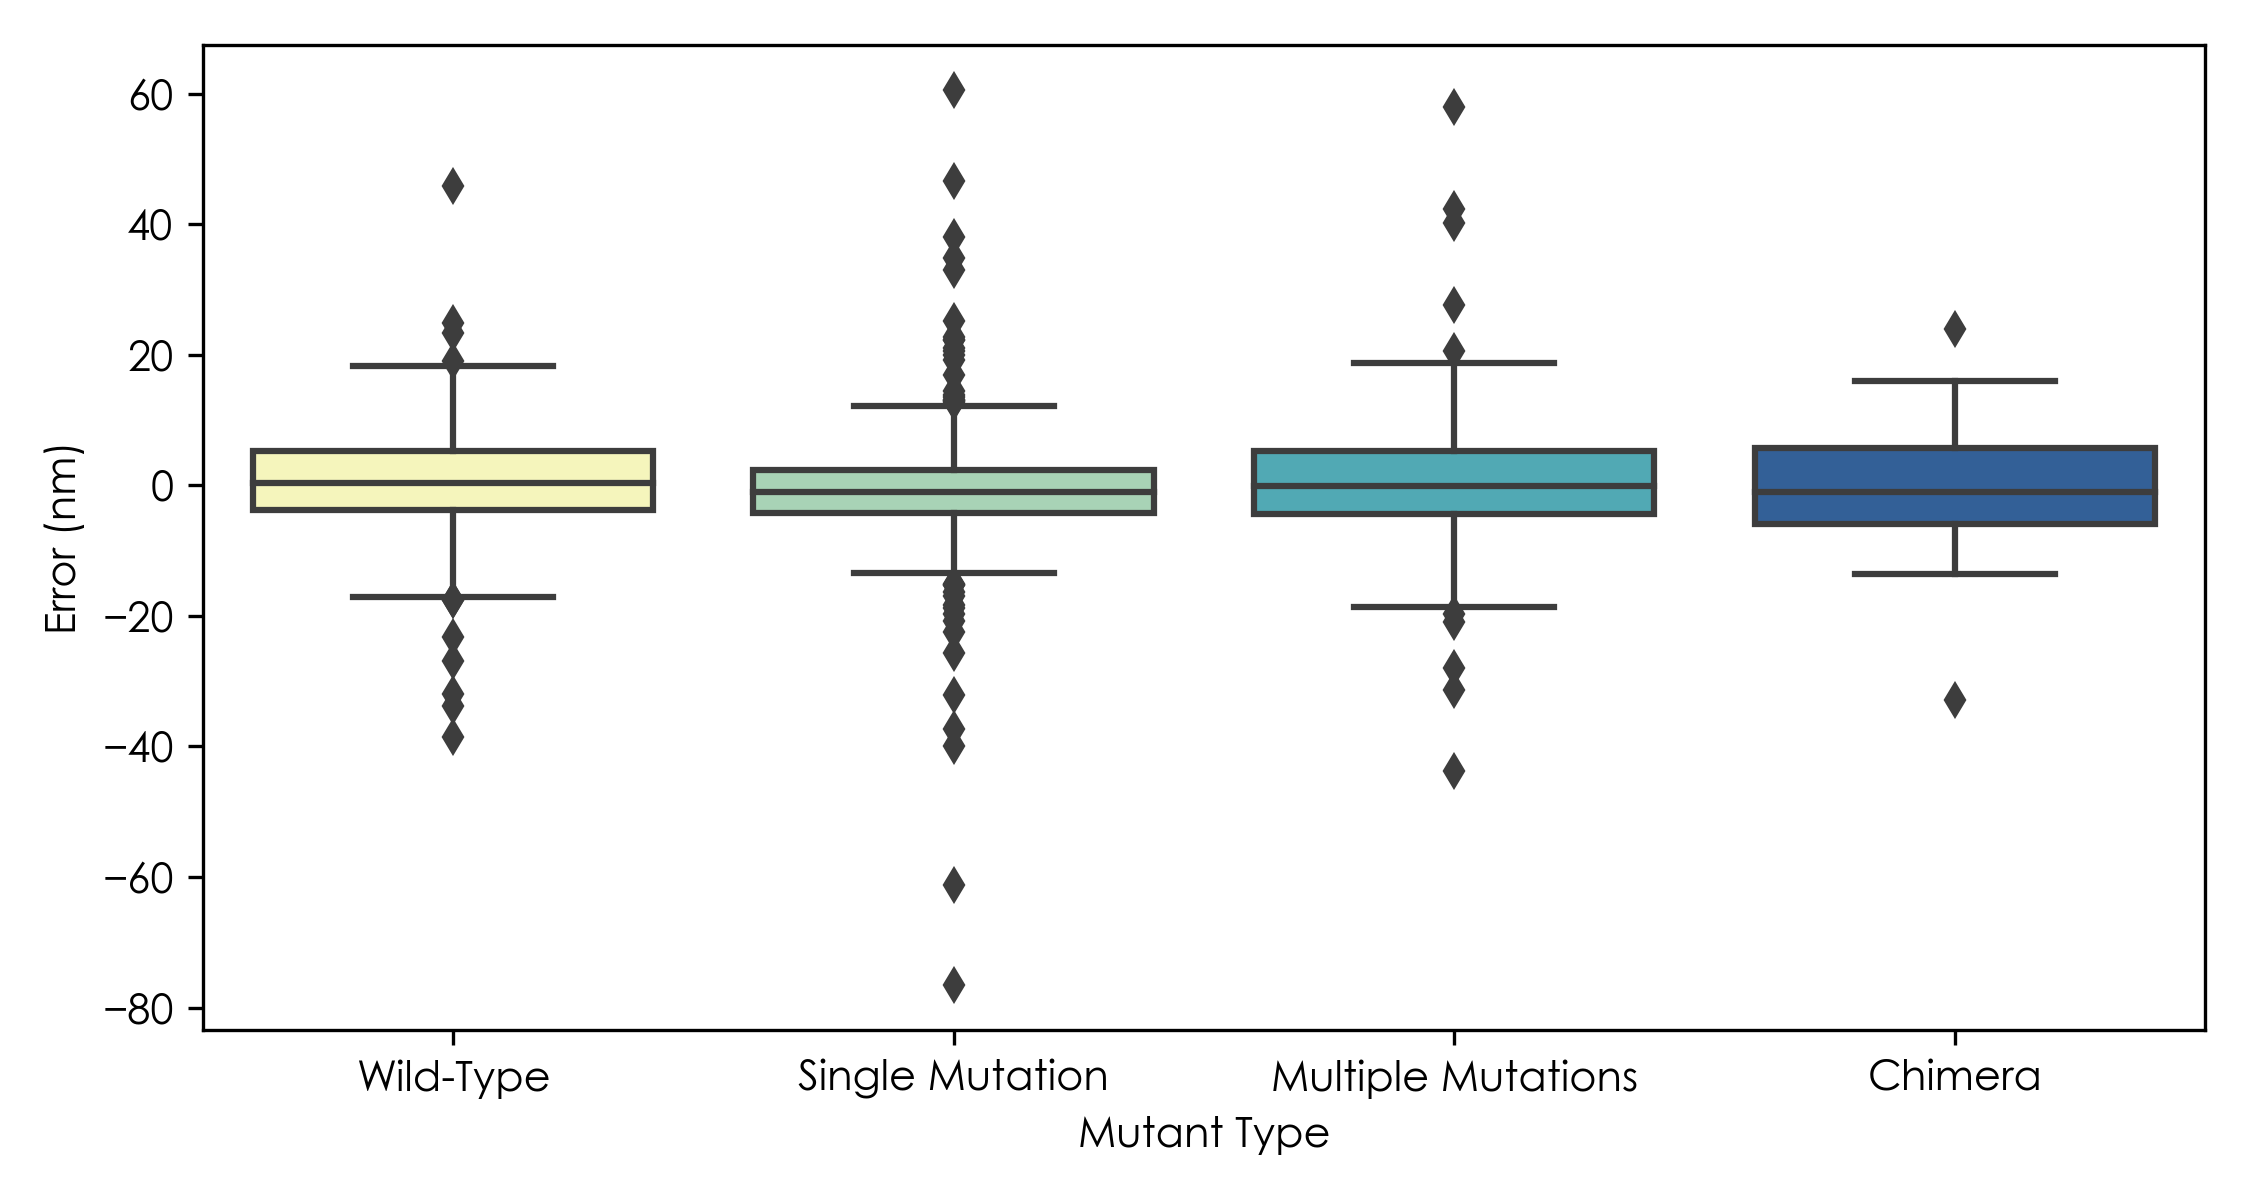 60
40
20
0
−20
−40
−60
−80
Error (nm)
Wild-Type
Single Mutation
Multiple Mutations
Chimera
Mutant Type